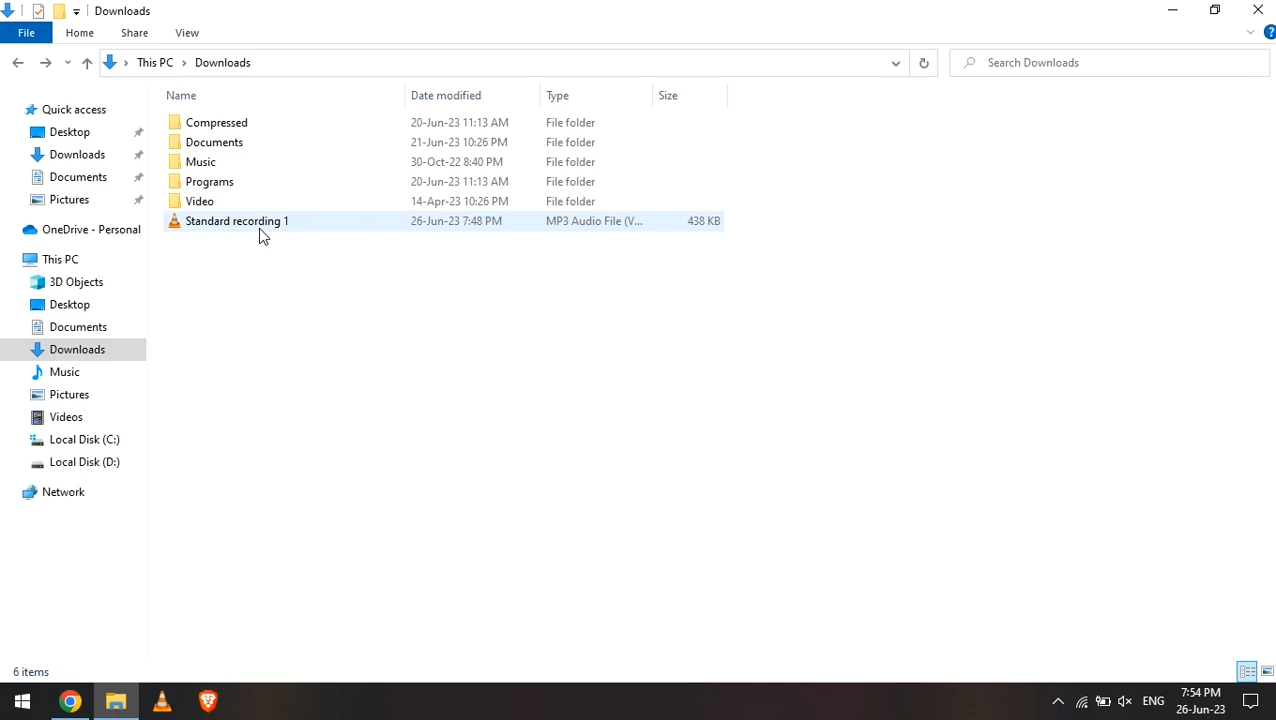 Downloads
File Home Share View
This PC Downloads
Search Downloads
Name Date modified Type Size
Compressed 20-Jun-23 11:13 AM File folder
Documents 21-Jun-23 10:26 PM File folder
Music 30-Oct-22 8:40 PM File folder
Programs 20-Jun-23 11:13 AM File folder
Video 14-Apr-23 10:26 PM File folder
Standard recording 1 26-Jun-23 7:48 PM MP3 Audio File (V... 438 KB
Quick access
Desktop
Downloads
Documents
Pictures
OneDrive - Personal
This PC
3D Objects
Desktop
Documents
Downloads
Music
Pictures
Videos
Local Disk (C:)
Local Disk (D:)
Network
6 items
ENG
7:54 PM
26-Jun-23